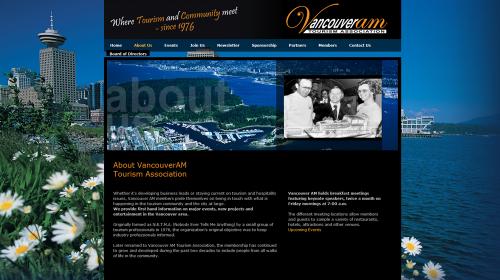 Where Tourism and Community meet
~ since 1976
Vancouveram
TOURISM ASSOCIATION
Home About Us Events Join Us Newsletter Sponsorship Partners Members Contact Us
Board of Directors
about
us
About VancouverAM
Tourism Association
Whether it's developing business leads or staying current on tourism and hospitality
issues, Vancouver AM members pride themselves on being in touch with what is
happening in the tourism community and the city at large.
We provide first hand information on major events, new projects and
entertainment in the Vancouver area.
Originally formed as N.E.T.M.A. (Nobody Ever Tells Me Anything) by a small group of
tourism professionals in 1976, the organization's original objective was to keep
industry professionals informed.
Later renamed to Vancouver AM Tourism Association, the membership has continued
to grow and developed during the past two decades to include people from all walks
of life in the community.
Vancouver AM holds breakfast meetings
featuring keynote speakers, twice a month on
Friday mornings at 7:00 a.m.
The different meeting locations allow members
and guests to sample a variety of restaurants,
hotels, attractions and other venues.
Upcoming Events